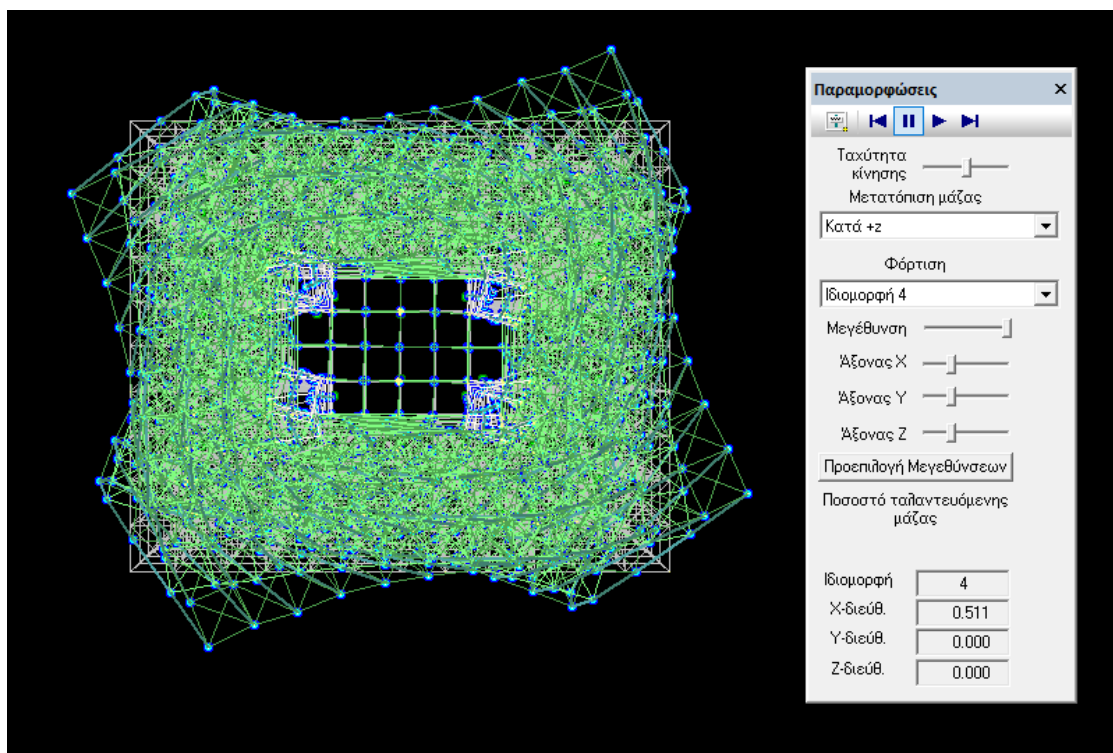 Παραμορφώσεις
Ταχύτητα
κίνησης
Μετατόπιση μάζας
Κατά +z
Φόρτιση
Ιδιομορφή 4
Μεγέθυνση
Άξονας X
Άξονας Y
Άξονας Z
Προεπιλογή Μεγεθύνσεων
Ποσοστό ταλαντευόμενης
μάζας
Ιδιομορφή 4
X-διεύθ. 0.511
Y-διεύθ. 0.000
Z-διεύθ. 0.000